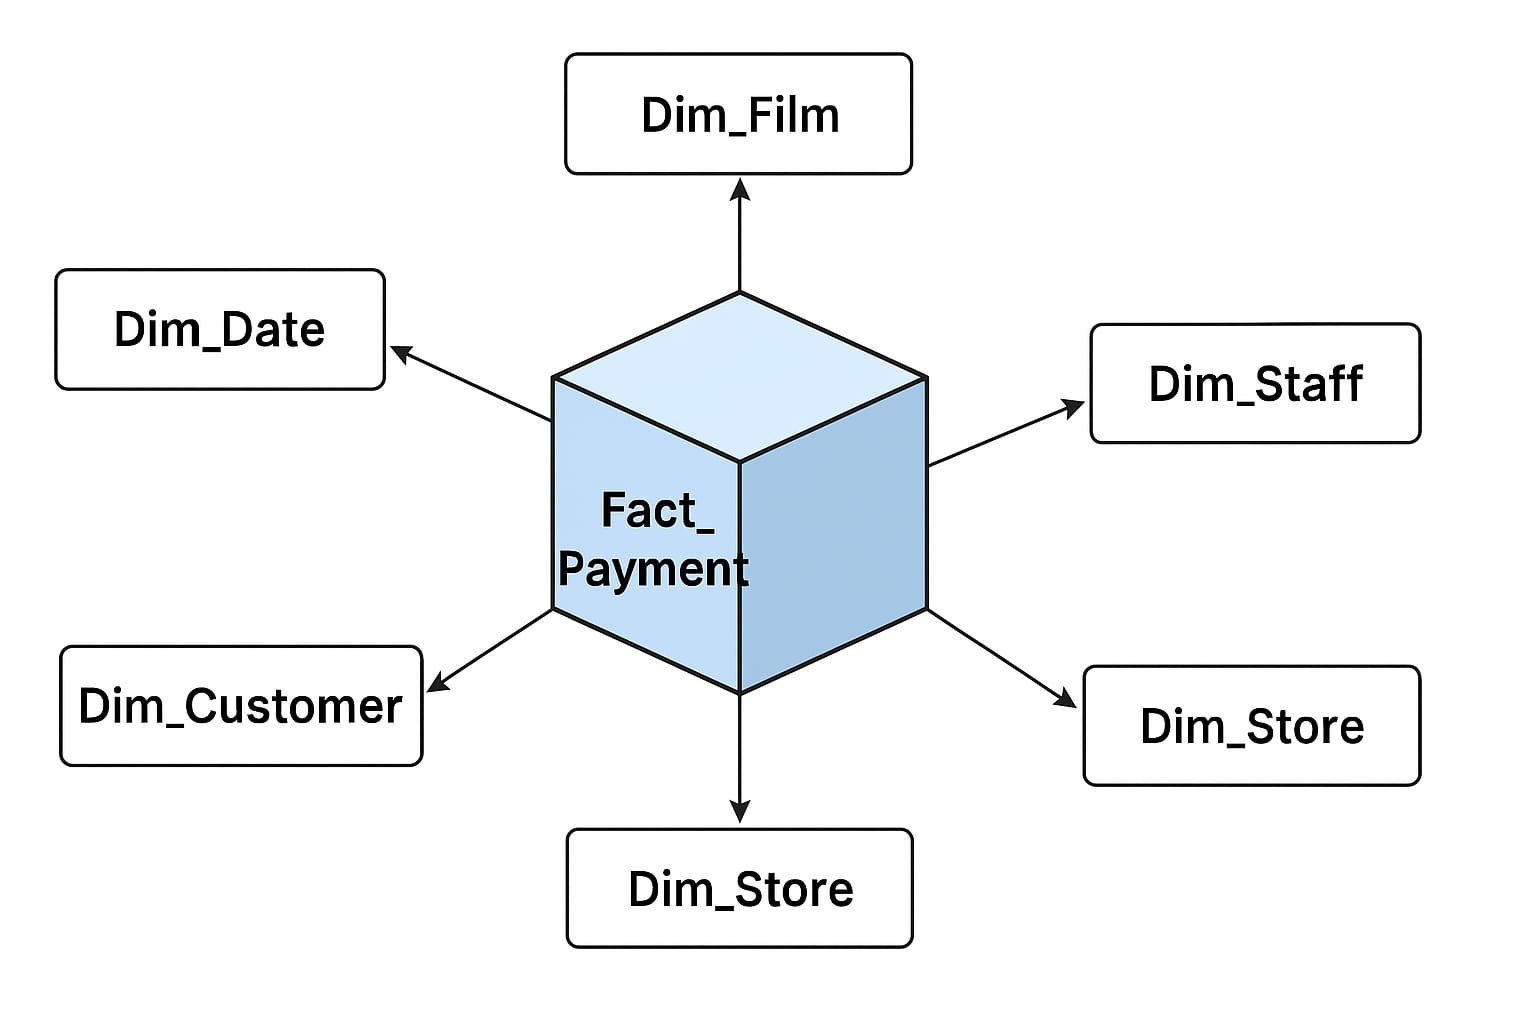 Dim_Film
Dim_Date
Dim_Staff
Fact_
Payment
Dim_Customer
Dim_Store
Dim_Store